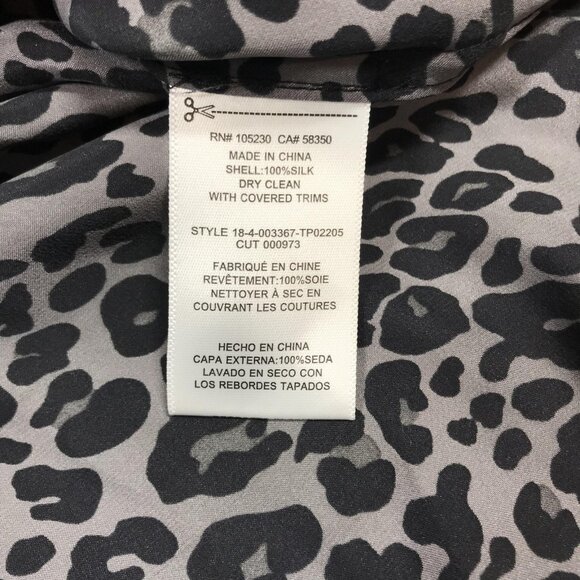 RN# 105230 CA# 58350
MADE IN CHINA
SHELL:100%SILK
DRY CLEAN
WITH COVERED TRIMS
STYLE 18-4-003367-TP02205
CUT 000973
FABRIQUÉ EN CHINE
REVÊTEMENT:100%SOIE
NETTOYER À SEC EN
COUVRANT LES COUTURES
HECHO EN CHINA
CAPA EXTERNA:100%SEDA
LAVADO EN SECO CON
LOS REBORDES TAPADOS